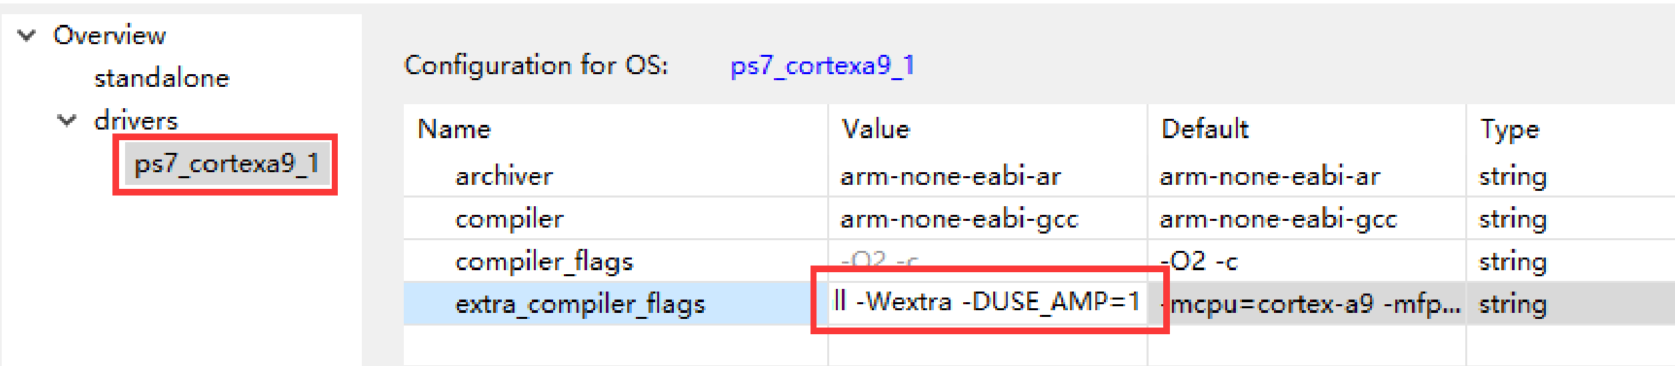 Overview
standalone
drivers
ps7_cortexa9_1
Configuration for OS: ps7_cortexa9_1
Name Value Default Type
archiver arm-none-eabi-ar arm-none-eabi-ar string
compiler arm-none-eabi-gcc arm-none-eabi-gcc string
compiler_flags -O2 -c -O2 -c string
extra_compiler_flags ll -Wextra -DUSE_AMP=1 -mcpu=cortex-a9 -mfp... string